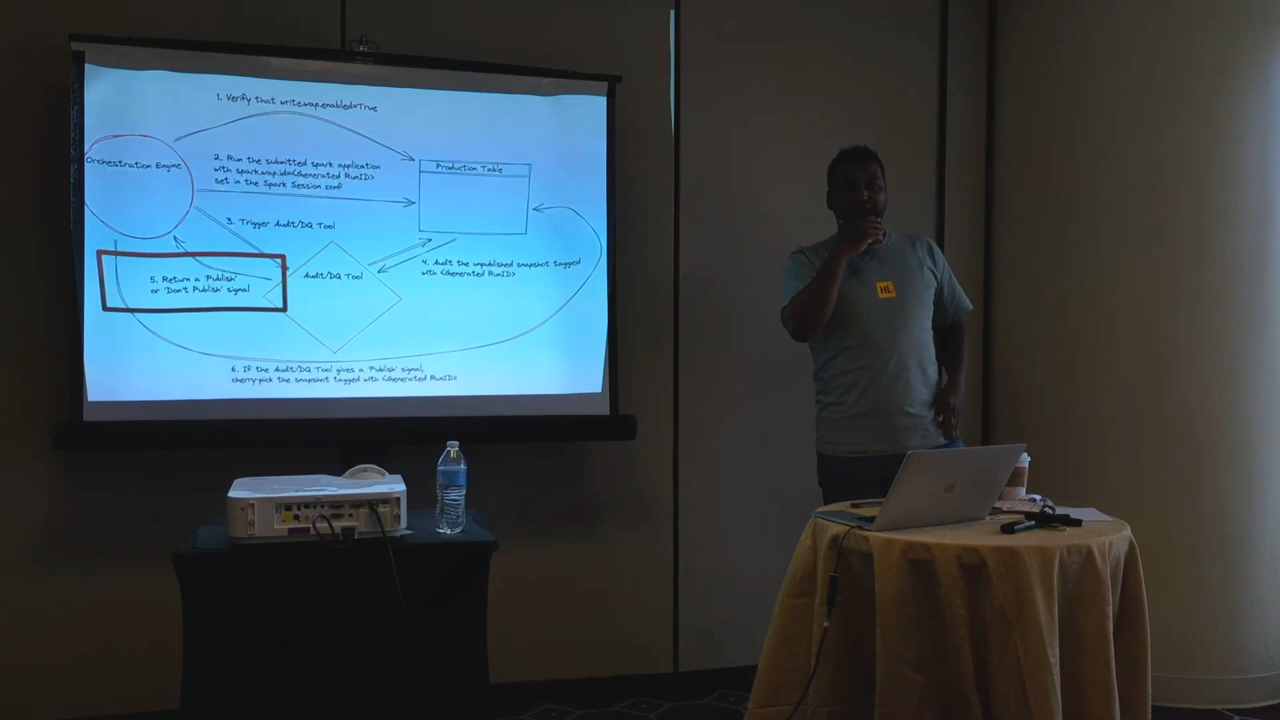 1. Verify that write.wap.enabled=True
Orchestration Engine
2. Run the submitted spark application
with spark.wap.id=<Generated RunID>
set in the Spark Session conf
Production Table
3. Trigger Audit/DQ Tool
Audit/DQ Tool
4. Audit the unpublished snapshot tagged
with <Generated RunID>
5. Return a 'Publish'
or 'Don't Publish' signal
6. If the Audit/DQ Tool gives a 'Publish' signal,
cherry-pick the snapshot tagged with <Generated RunID>
HL